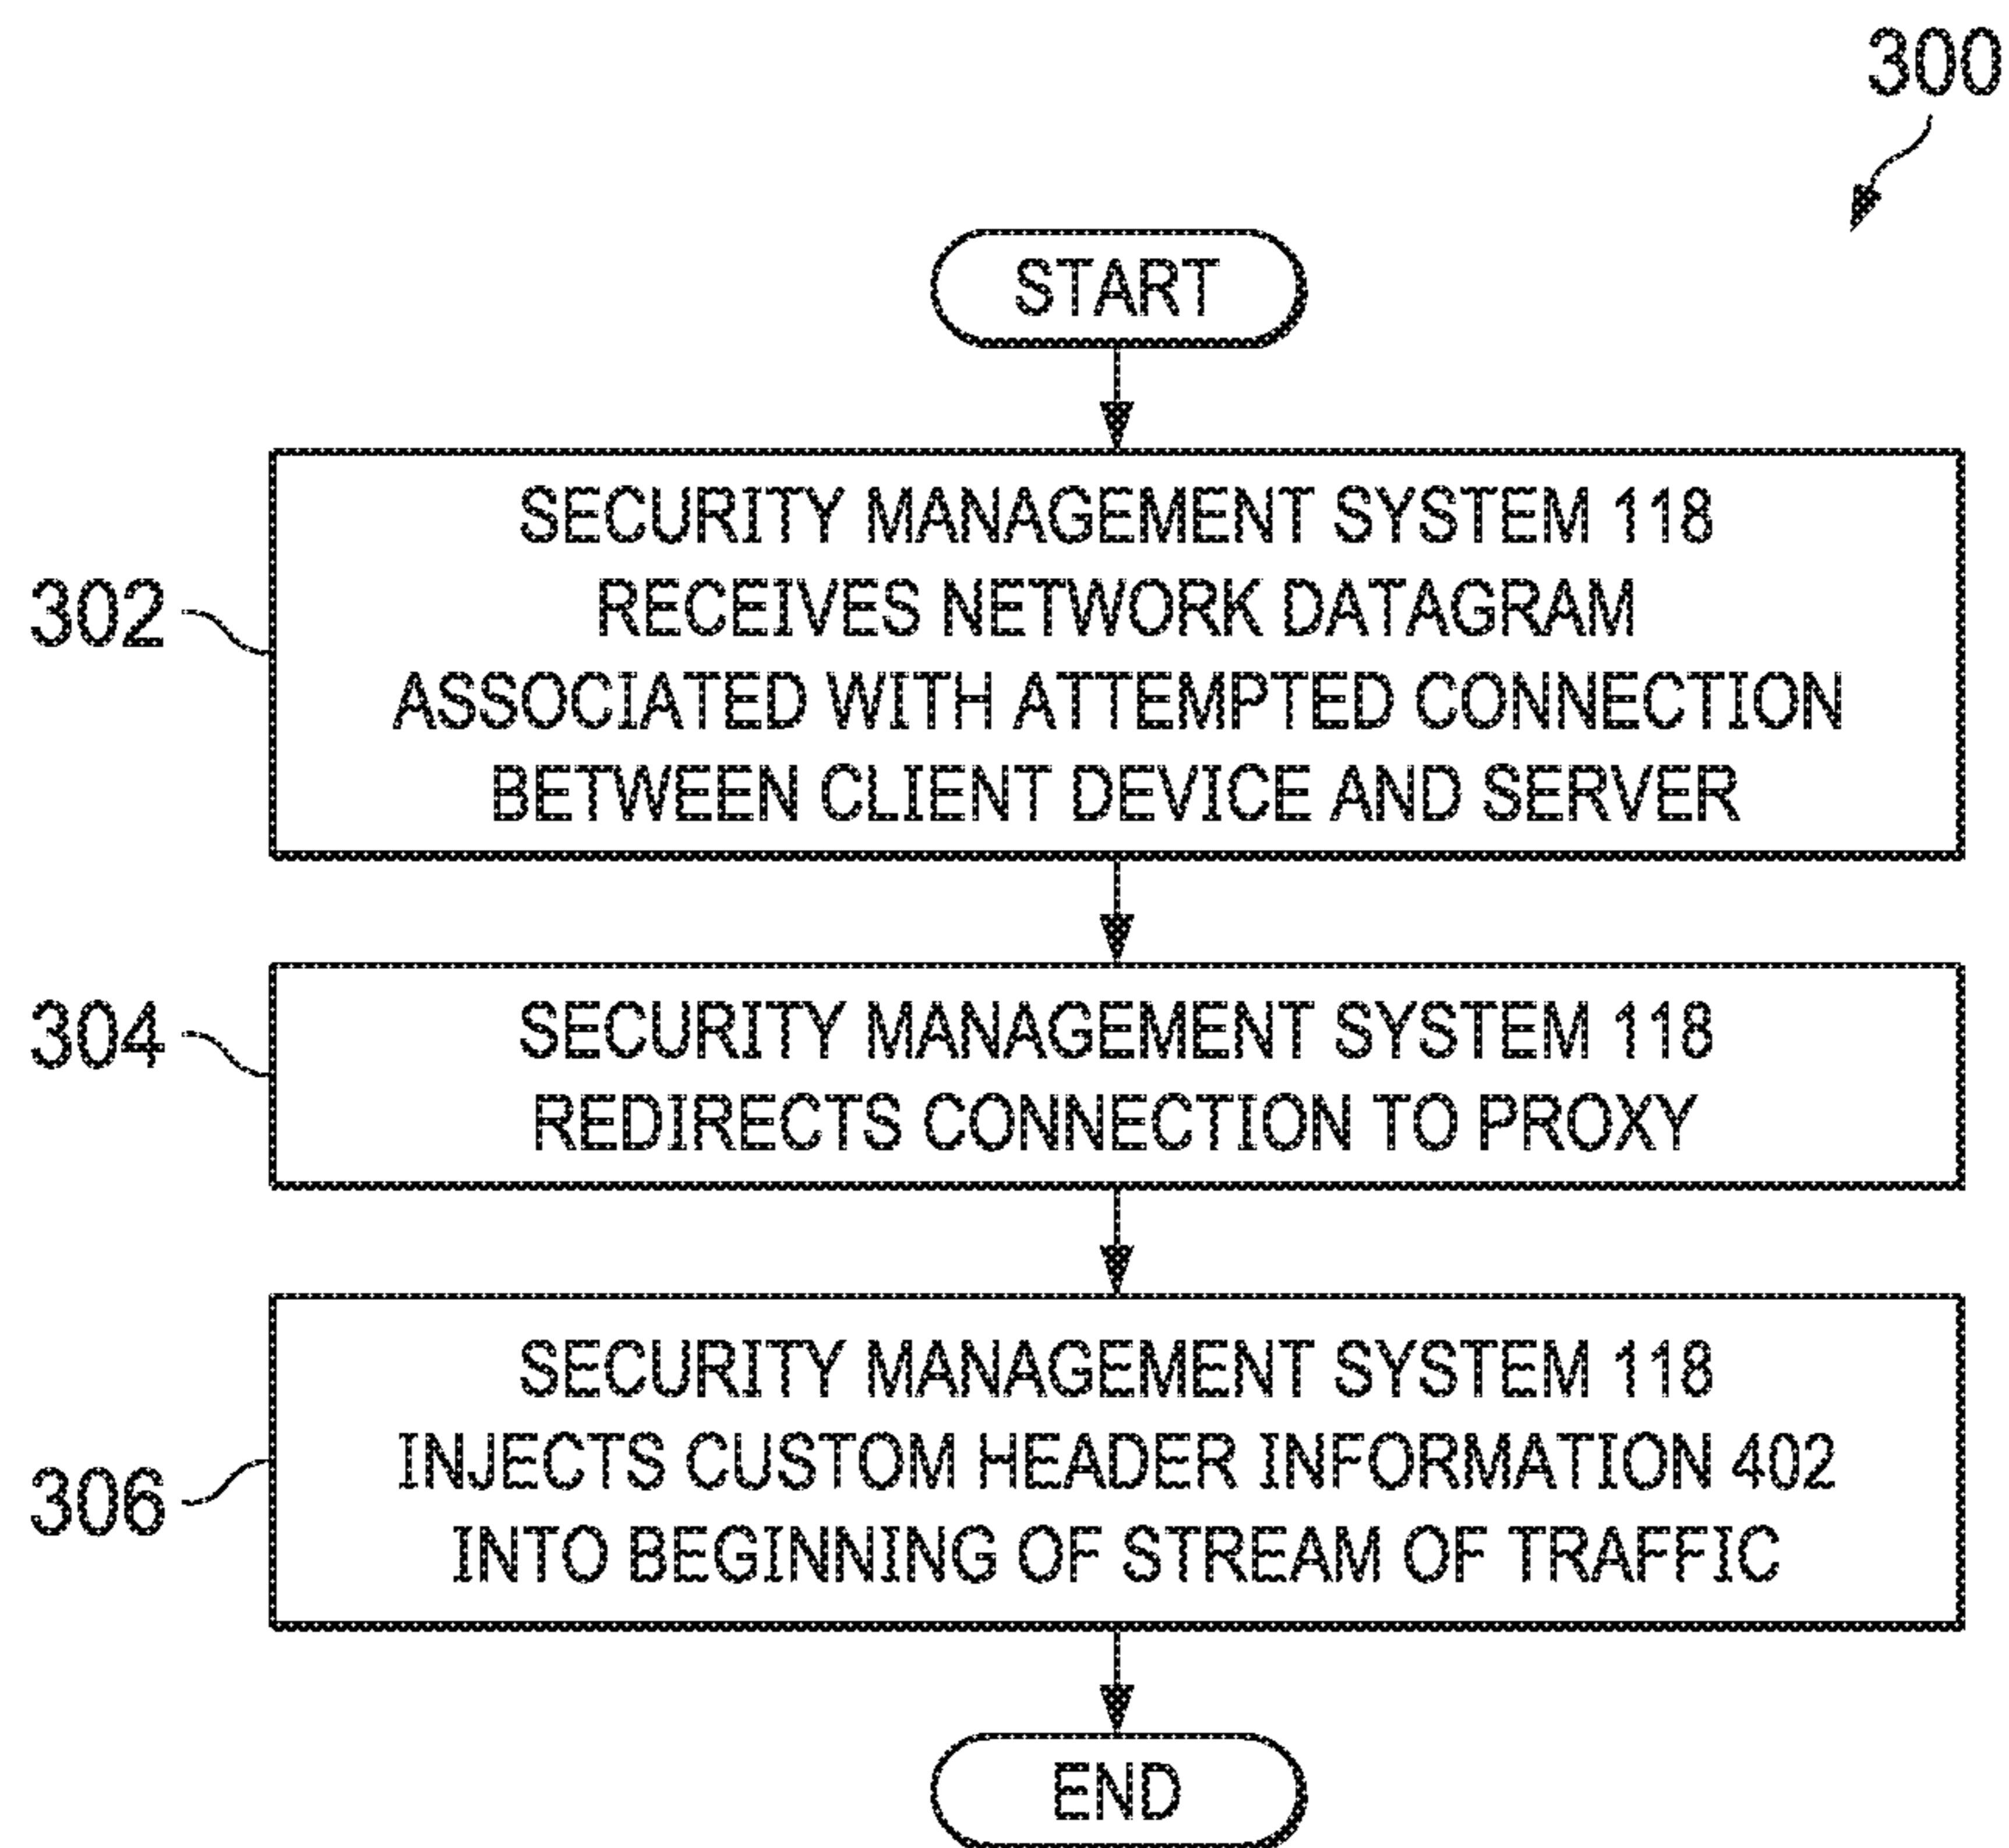 300
START
302
SECURITY MANAGEMENT SYSTEM 118
RECEIVES NETWORK DATAGRAM
ASSOCIATED WITH ATTEMPTED CONNECTION
BETWEEN CLIENT DEVICE AND SERVER
304
SECURITY MANAGEMENT SYSTEM 118
REDIRECTS CONNECTION TO PROXY
306
SECURITY MANAGEMENT SYSTEM 118
INJECTS CUSTOM HEADER INFORMATION 402
INTO BEGINNING OF STREAM OF TRAFFIC
END